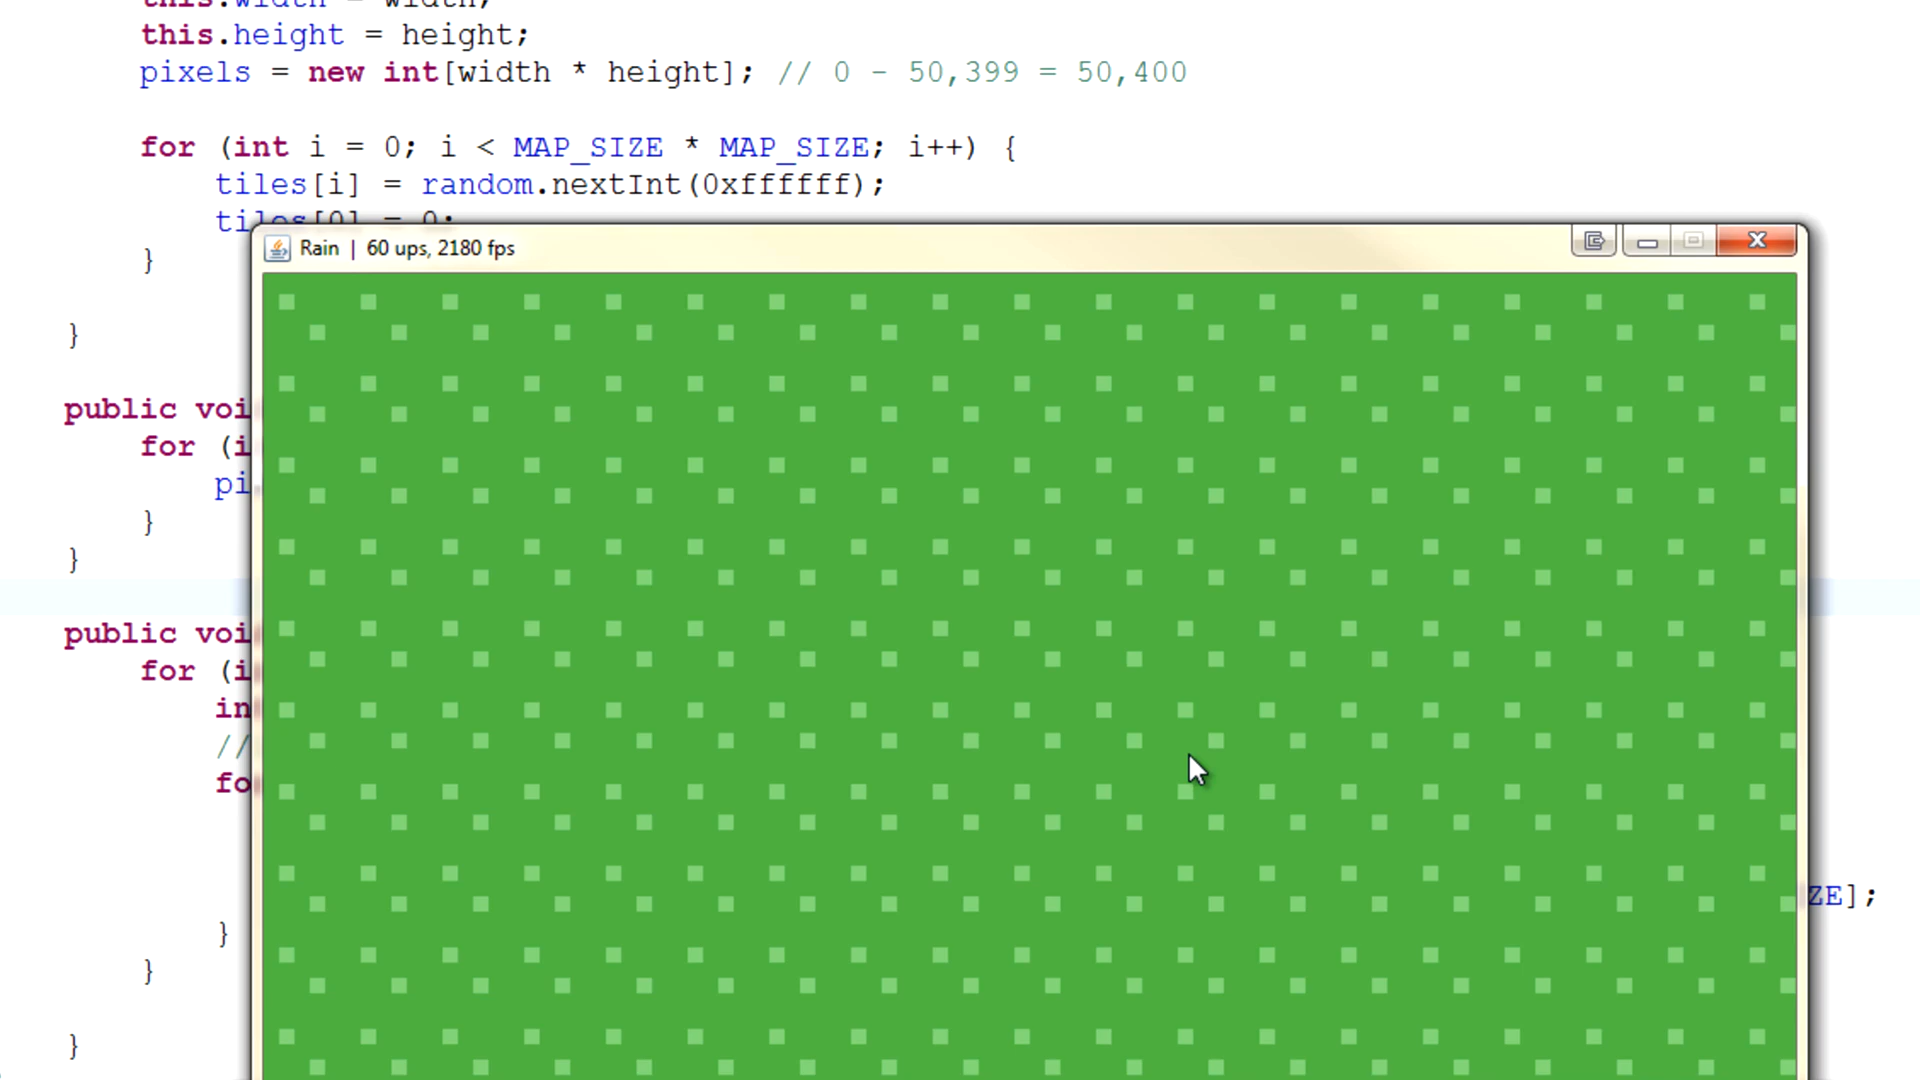 this.width = width;
this.height = height;
pixels = new int[width * height]; // 0 - 50,399 = 50,400
for (int i = 0; i < MAP_SIZE * MAP_SIZE; i++) {
tiles[i] = random.nextInt(0xffffff);
tiles[0] = 0;
Rain | 60 ups, 2180 fps
}
}
public voi
for (i
pi
}
}
public voi
for (i
in
//
fo
ZE];
}
}
}